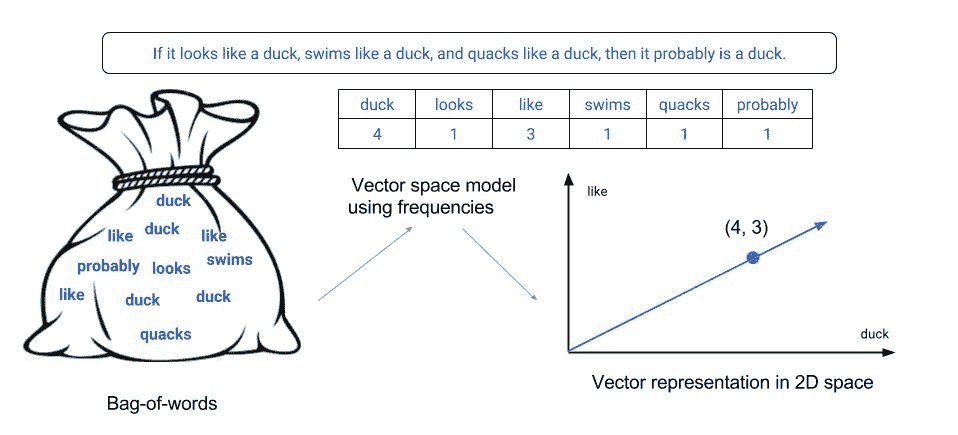 If it looks like a duck, swims like a duck, and quacks like a duck, then it probably is a duck.
duck looks like swims quacks probably
4 1 3 1 1 1
duck
like duck like
probably looks swims
like duck duck
quacks
Bag-of-words
Vector space model
using frequencies
like
(4, 3)
duck
Vector representation in 2D space